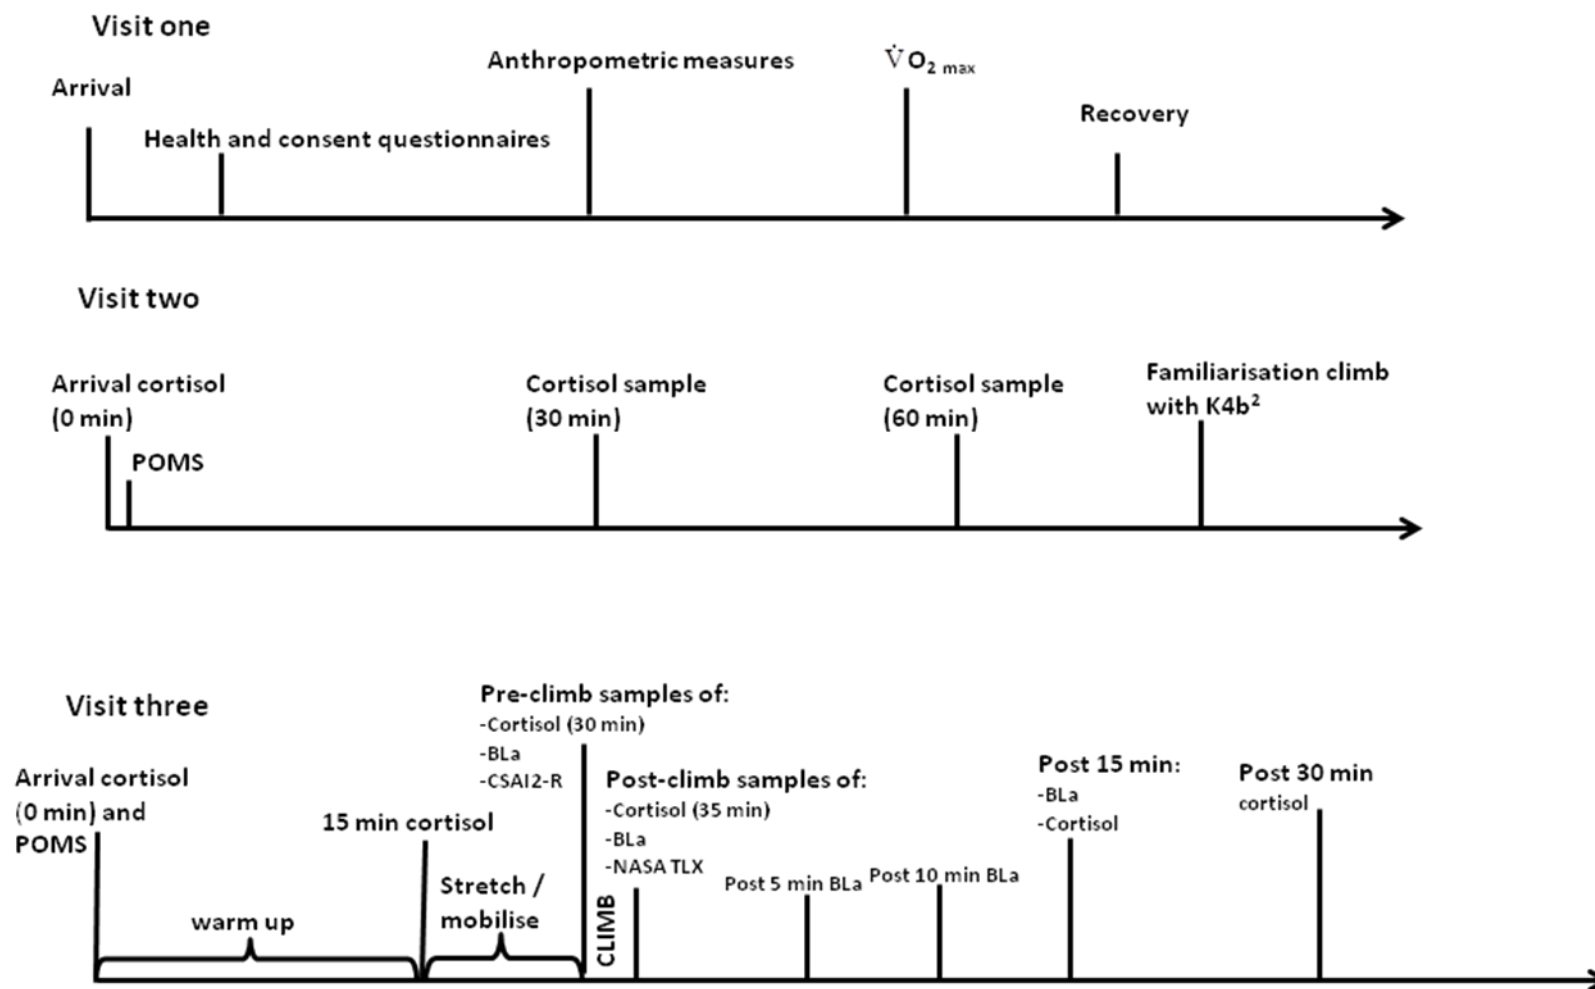 Visit one
Arrival
Health and consent questionnaires
Anthropometric measures
V̇O₂ max
Recovery
Visit two
Arrival cortisol
(0 min)
POMS
Cortisol sample
(30 min)
Cortisol sample
(60 min)
Familiarisation climb
with K4b²
Visit three
Arrival cortisol
(0 min) and
POMS
warm up
15 min cortisol
Stretch /
mobilise
Pre-climb samples of:
-Cortisol (30 min)
-BLa
-CSAI2-R
CLIMB
Post-climb samples of:
-Cortisol (35 min)
-BLa
-NASA TLX
Post 5 min BLa
Post 10 min BLa
Post 15 min:
-BLa
-Cortisol
Post 30 min
cortisol